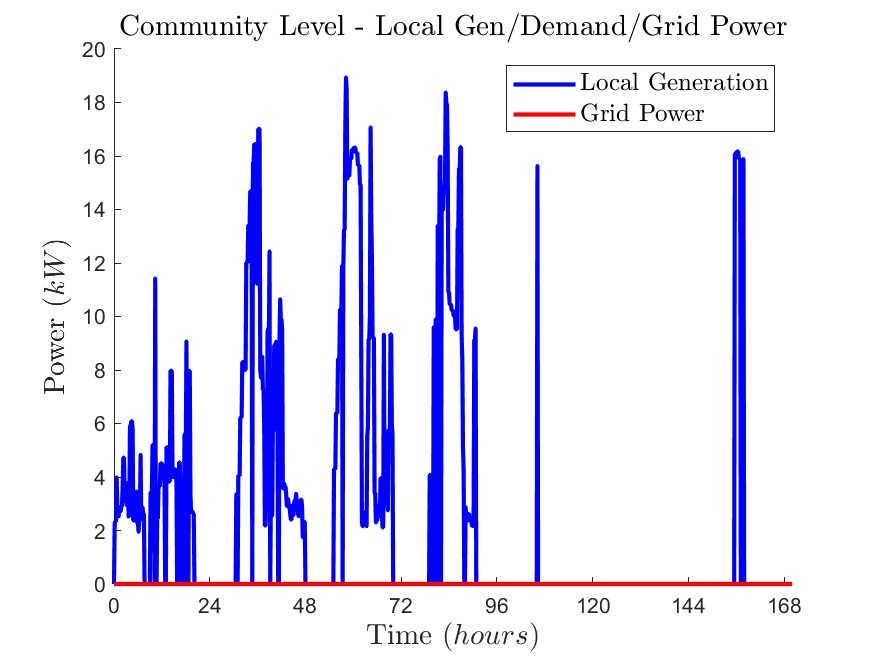 Community Level - Local Gen/Demand/Grid Power
20
18
16
14
12
10
8
6
4
2
0
Power (kW)
Local Generation
Grid Power
0 24 48 72 96 120 144 168
Time (hours)